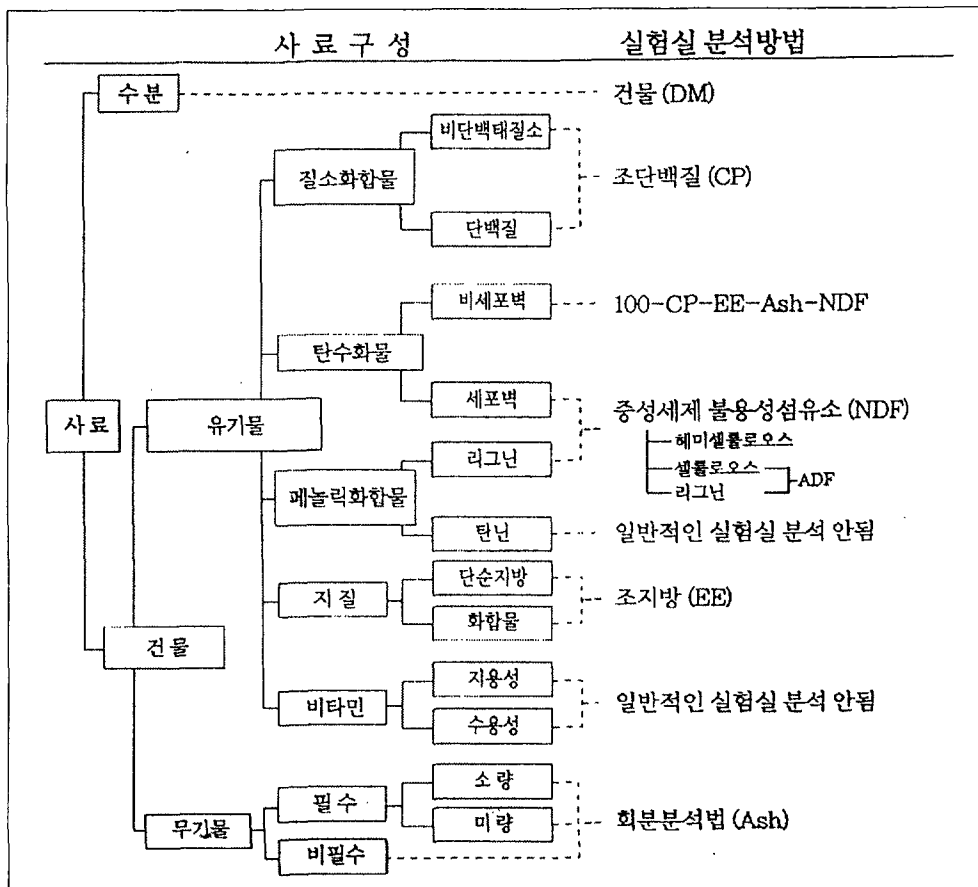 사 료 구 성 실험실 분석방법
수 분 건물 (DM)
비단백태질소
질소화합물 조단백질 (CP)
단백질
비세포벽 100-CP-EE-Ash-NDF
탄수화물
세포벽
중성세제 불용성섬유소 (NDF)
사 료 유기물
헤미셀룰로오스
리그닌
셀룰로오스
ADF
페놀릭화합물
리그닌
탄닌 일반적인 실험실 분석 안됨
단순지방
지 질 조지방 (EE)
화합물
건 물
지용성
비타민 일반적인 실험실 분석 안됨
수용성
소 량
필 수
미 량
무기물 회분분석법 (Ash)
비필수